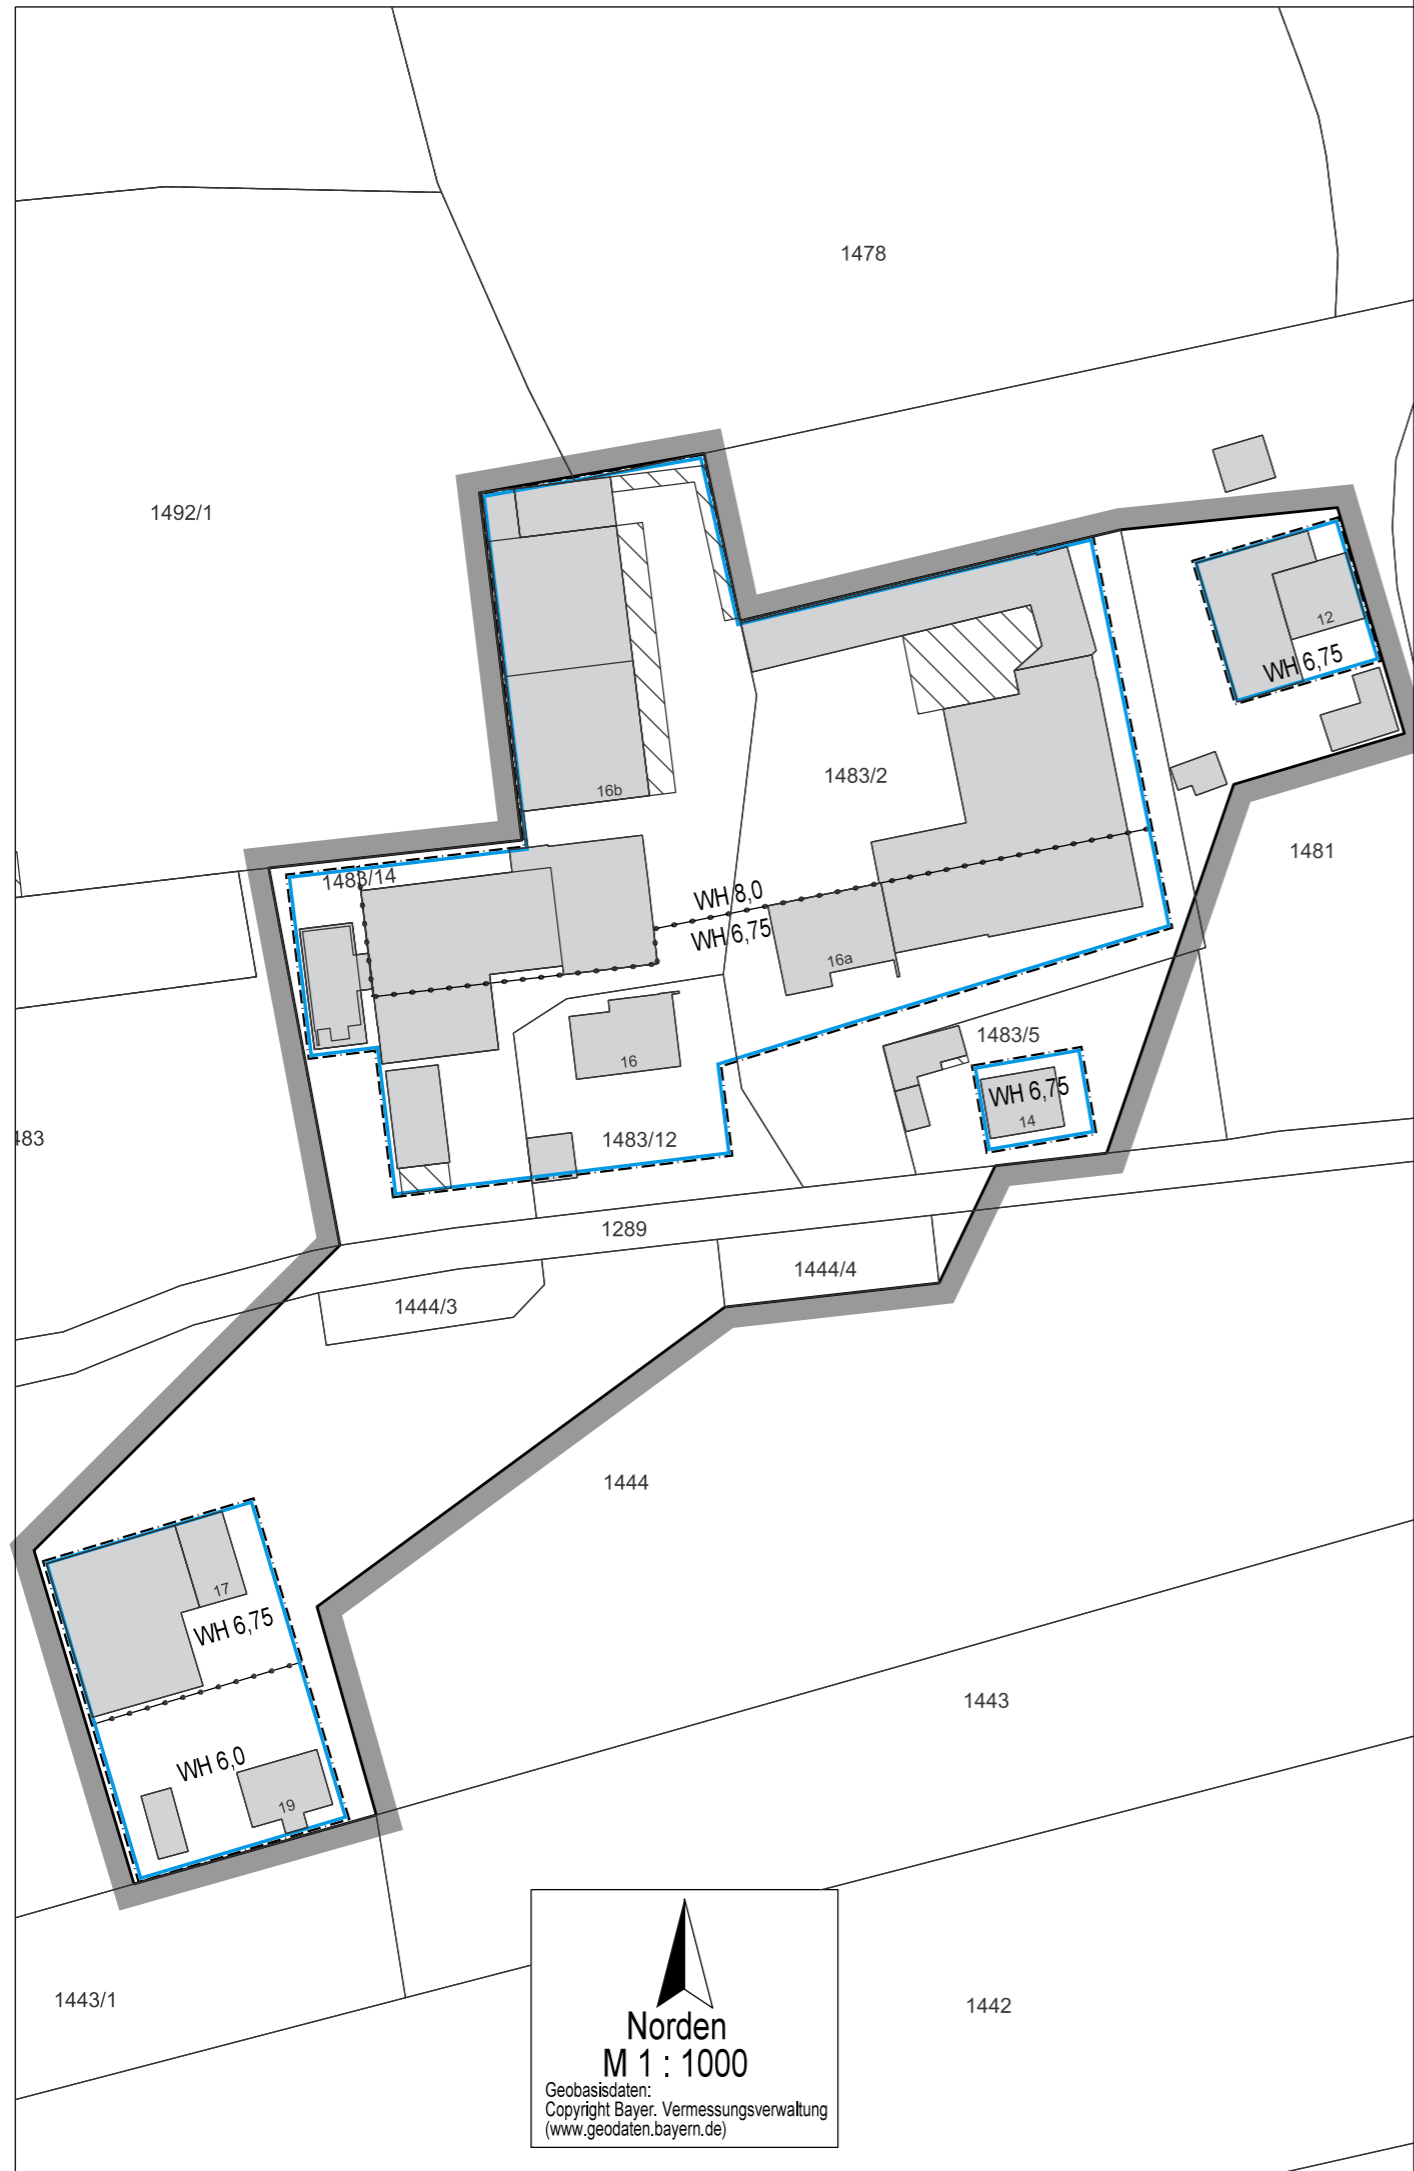 1478
1492/1
12
WH 6,75
1483/2
16b
1481
1483/14
WH 8,0
WH 6,75
16a
1483/5
16
WH 6,75
14
483
1483/12
1289
1444/4
1444/3
1444
17
WH 6,75
1443
WH 6,0
19
1443/1
1442
Norden
M 1 : 1000
Geobasisdaten:
Copyright Bayer. Vermessungsverwaltung
(www.geodaten.bayern.de)